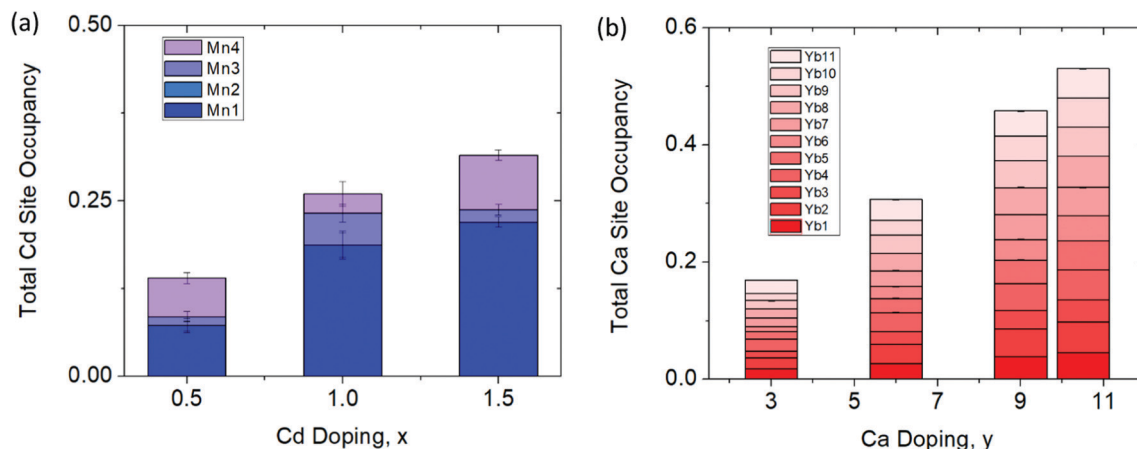 (a)
0.50
0.25
0.00
Total Cd Site Occupancy
Mn4
Mn3
Mn2
Mn1
0.5
1.0
1.5
Cd Doping, x
(b)
0.6
0.4
0.2
0.0
Total Ca Site Occupancy
Yb11
Yb10
Yb9
Yb8
Yb7
Yb6
Yb5
Yb4
Yb3
Yb2
Yb1
3
5
7
9
11
Ca Doping, y